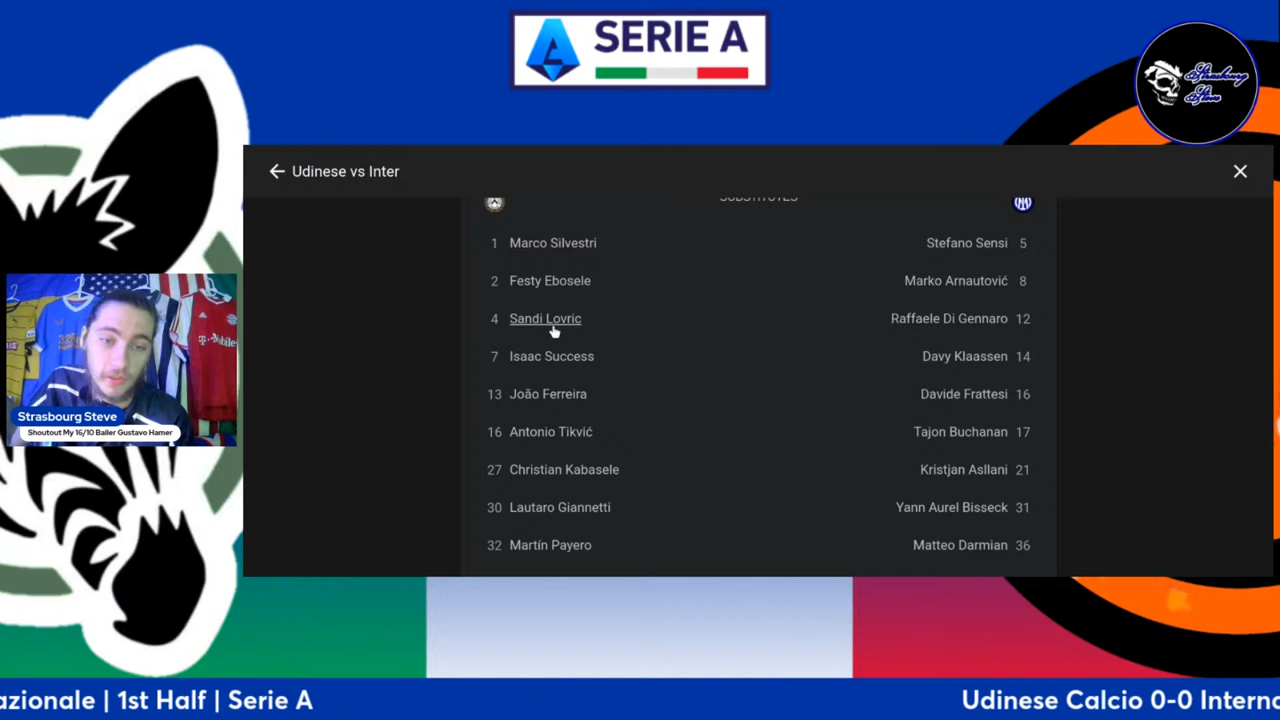 SERIE A
Strasbourg
Steve
Udinese vs Inter
SUBSTITUTES
1 Marco Silvestri
Stefano Sensi 5
2 Festy Ebosele
Marko Arnautović 8
4 Sandi Lovric
Raffaele Di Gennaro 12
7 Isaac Success
Davy Klaassen 14
13 João Ferreira
Davide Frattesi 16
16 Antonio Tikvić
Tajon Buchanan 17
27 Christian Kabasele
Kristjan Asllani 21
30 Lautaro Giannetti
Yann Aurel Bisseck 31
32 Martín Payero
Matteo Darmian 36
T··Mobile·
Strasbourg Steve
Shoutout My 16/10 Baller Gustavo Hamer
azionale | 1st Half | Serie A
Udinese Calcio 0-0 Interna